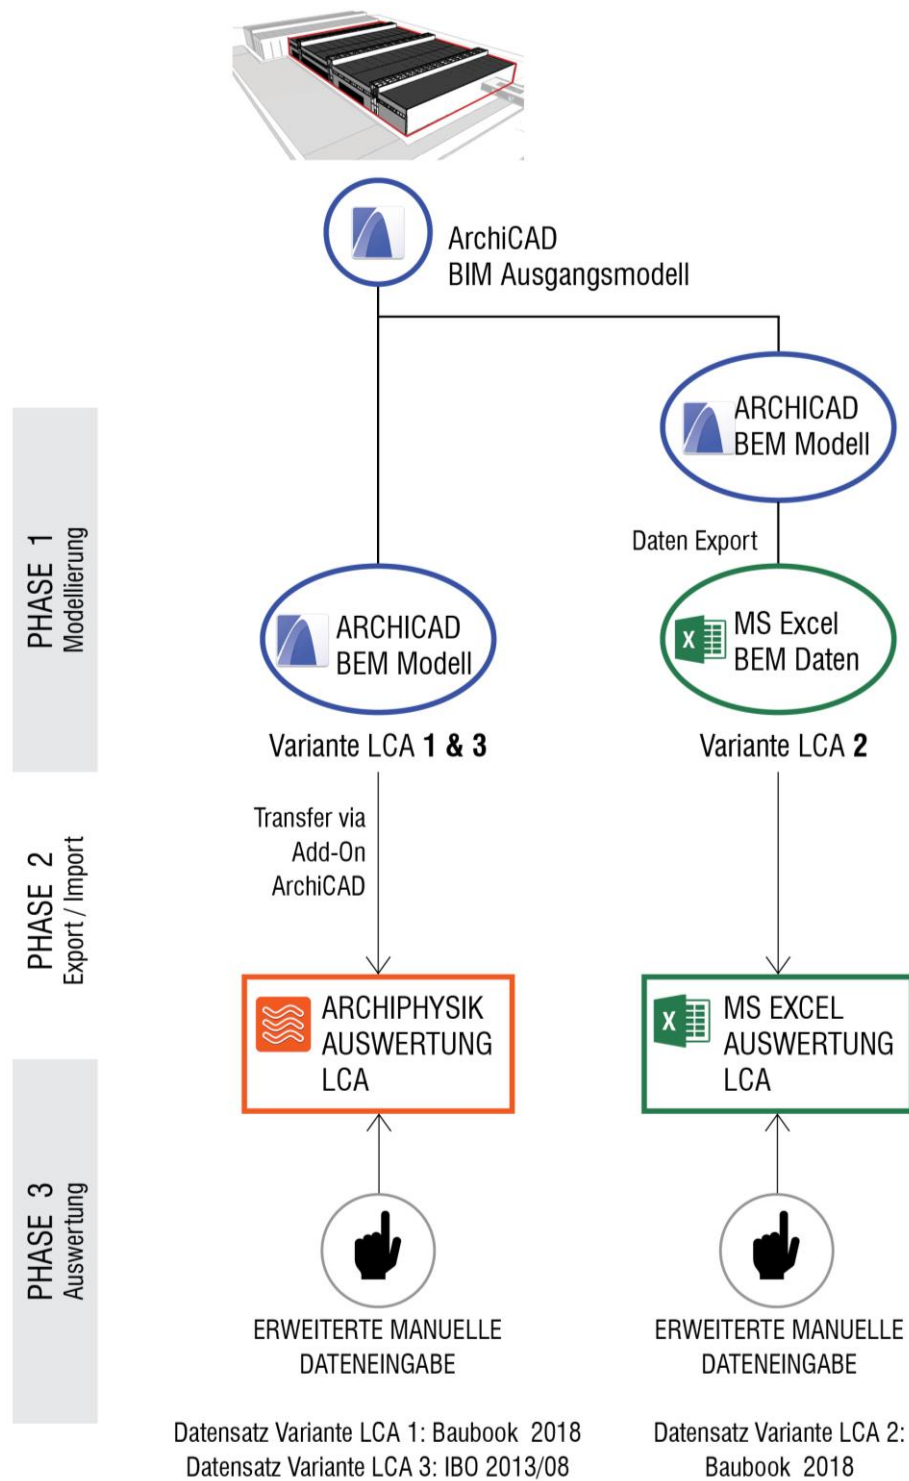 ArchiCAD
BIM Ausgangsmodell
ARCHICAD
BEM Modell
Daten Export
PHASE 1
Modellierung
ARCHICAD
BEM Modell
X
MS Excel
BEM Daten
Variante LCA 1 & 3
Variante LCA 2
PHASE 2
Export / Import
Transfer via
Add-On
ArchiCAD
ARCHIPHYSIK
AUSWERTUNG
LCA
X
MS EXCEL
AUSWERTUNG
LCA
PHASE 3
Auswertung
ERWEITERTE MANUELLE
DATENEINGABE
ERWEITERTE MANUELLE
DATENEINGABE
Datensatz Variante LCA 1: Baubook 2018
Datensatz Variante LCA 3: IBO 2013/08
Datensatz Variante LCA 2:
Baubook 2018